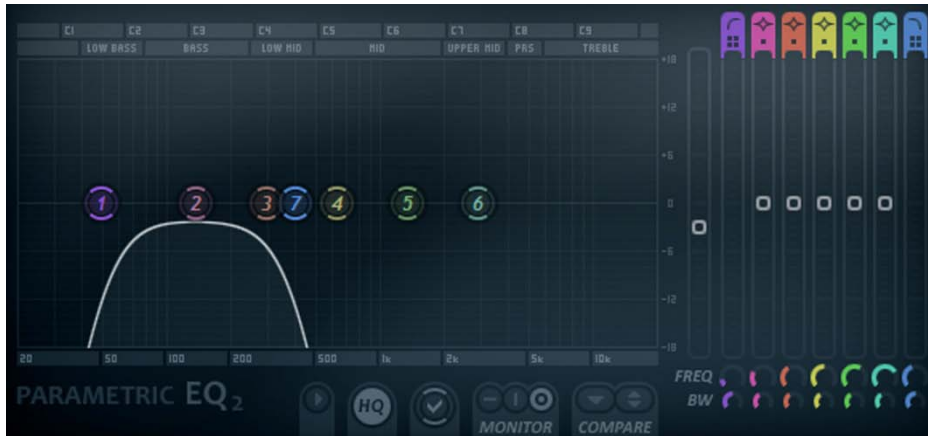 C1 C2 C3 C4 C5 C6 C7 C8 C9
LOW BASS BASS LOW MID MID UPPER MID PRS TREBLE
+18
+12
+6
0
-6
-12
-18
1 2 3 7 4 5 6
20 50 100 200 500 1k 2k 5k 10k
FREQ
BW
PARAMETRIC EQ2
HQ
MONITOR COMPARE